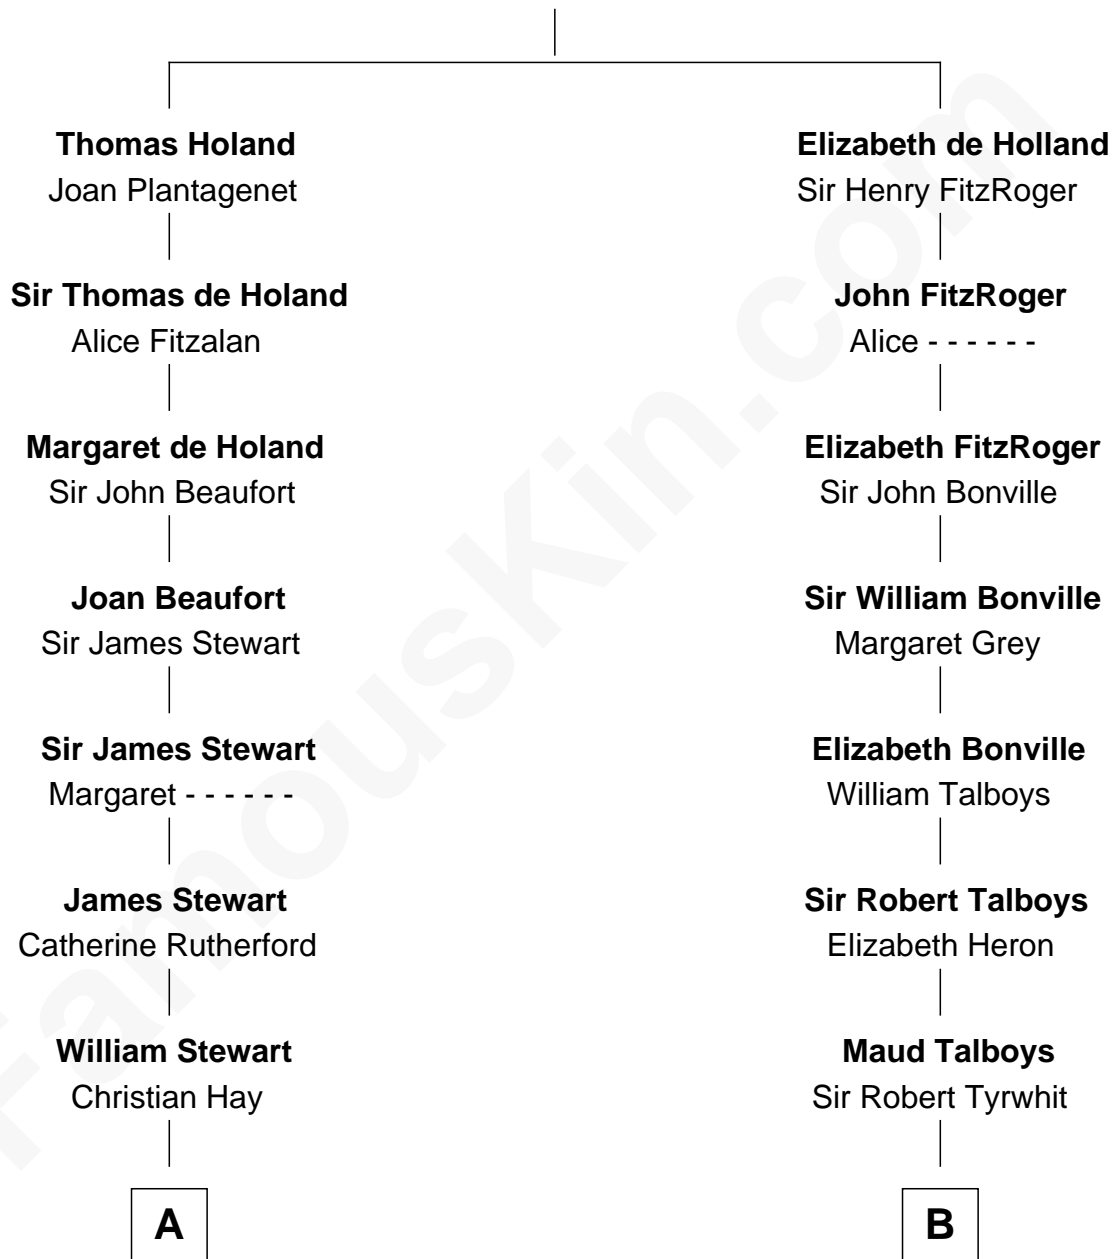 Thomas Holand
Joan Plantagenet
Elizabeth de Holland
Sir Henry FitzRoger
Sir Thomas de Holand
Alice Fitzalan
John FitzRoger
Alice - - - - - -
Margaret de Holand
Sir John Beaufort
Elizabeth FitzRoger
Sir John Bonville
Joan Beaufort
Sir James Stewart
Sir William Bonville
Margaret Grey
Sir James Stewart
Margaret - - - - - -
Elizabeth Bonville
William Talboys
James Stewart
Catherine Rutherford
Sir Robert Talboys
Elizabeth Heron
William Stewart
Christian Hay
Maud Talboys
Sir Robert Tyrwhit
A
B
FamousKin.com